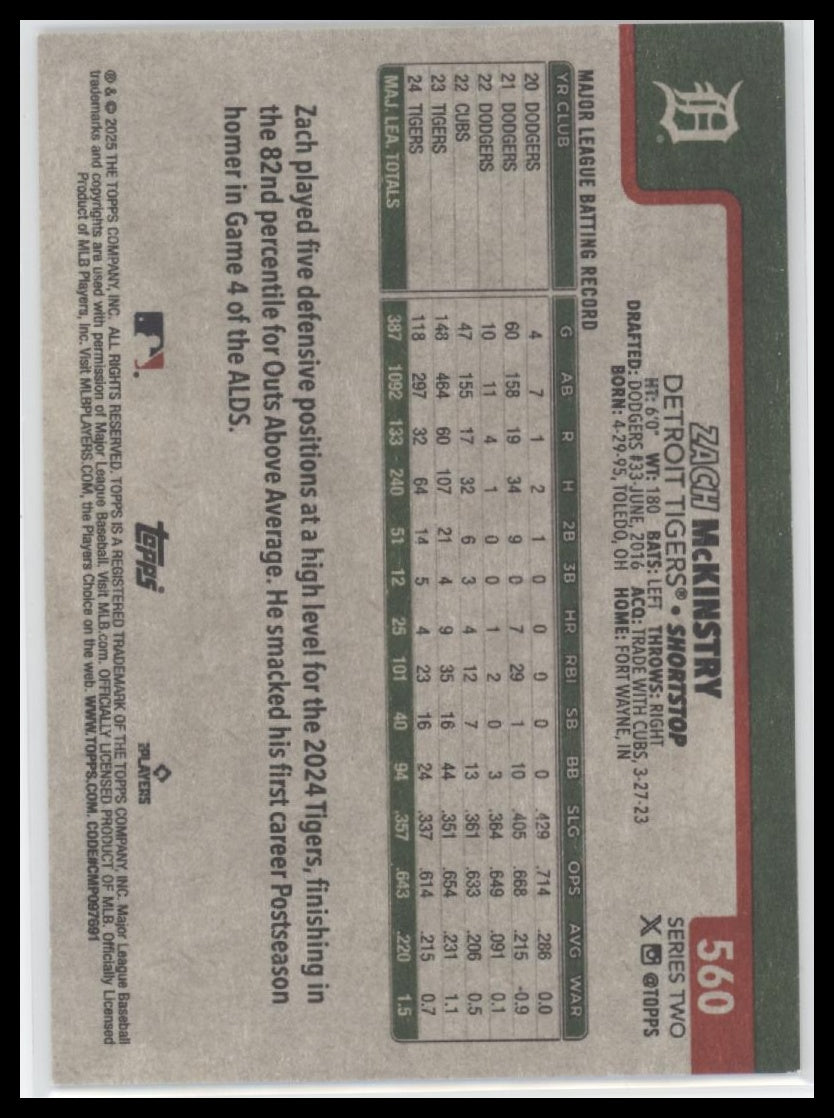 560
SERIES TWO
@TOPPS
ZACH McKINSTRY
DETROIT TIGERS® • SHORTSTOP
HT: 6'0" WT: 180 BATS: LEFT THROWS: RIGHT
DRAFTED: DODGERS #33-JUNE, 2016 ACQ: TRADE WITH CUBS, 3-27-23
BORN: 4-29-95, TOLEDO, OH HOME: FORT WAYNE, IN
MAJOR LEAGUE BATTING RECORD
YR CLUB G AB R H 2B 3B HR RBI SB BB SLG OPS AVG WAR
20 DODGERS 4 7 1 2 1 0 0 0 0 0 .429 .714 .286 0.0
21 DODGERS 60 158 19 34 9 0 7 29 1 10 .405 .668 .215 -0.9
22 DODGERS 10 11 4 1 0 0 1 2 0 3 .364 .649 .091 0.1
22 CUBS 47 155 17 32 6 3 4 12 7 13 .361 .633 .206 0.5
23 TIGERS 148 464 60 107 21 4 9 35 16 44 .351 .654 .231 1.1
24 TIGERS 118 297 32 64 14 5 4 23 16 24 .337 .614 .215 0.7
MAJ. LEA. TOTALS 387 1092 133 240 51 12 25 101 40 94 .357 .643 .220 1.5
Zach played five defensive positions at a high level for the 2024 Tigers, finishing in
the 82nd percentile for Outs Above Average. He smacked his first career Postseason
homer in Game 4 of the ALDS.
topps
PLAYERS
® & © 2025 THE TOPPS COMPANY, INC. ALL RIGHTS RESERVED. TOPPS IS A REGISTERED TRADEMARK OF THE TOPPS COMPANY, INC. Major League Baseball
trademarks and copyrights are used with permission of Major League Baseball. Visit MLB.com. OFFICIALLY LICENSED PRODUCT OF MLB. Officially Licensed
Product of MLB Players, Inc. Visit MLBPLAYERS.COM, the Players Choice on the web. WWW.TOPPS.COM. CODE#CMP097691